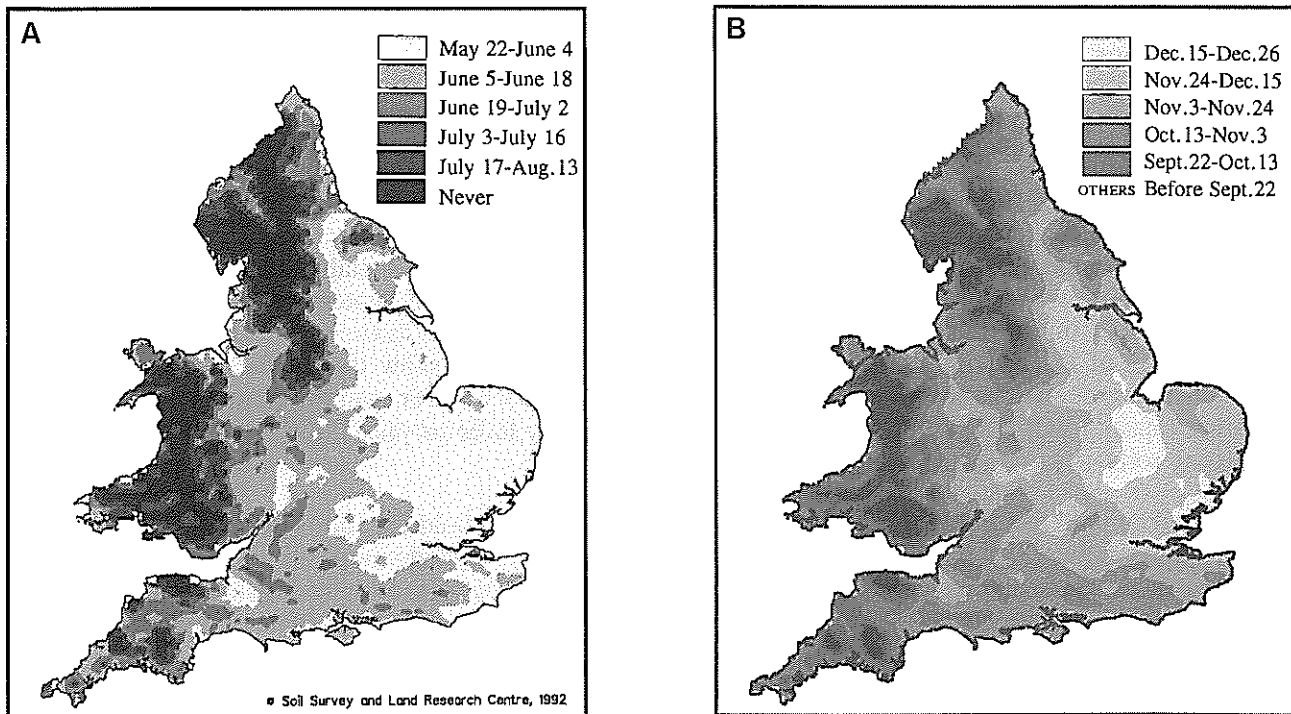 A
May 22-June 4
June 5-June 18
June 19-July 2
July 3-July 16
July 17-Aug.13
Never
© Soil Survey and Land Research Centre, 1992
B
Dec.15-Dec.26
Nov.24-Dec.15
Nov.3-Nov.24
Oct.13-Nov.3
Sept.22-Oct.13
OTHERS Before Sept.22